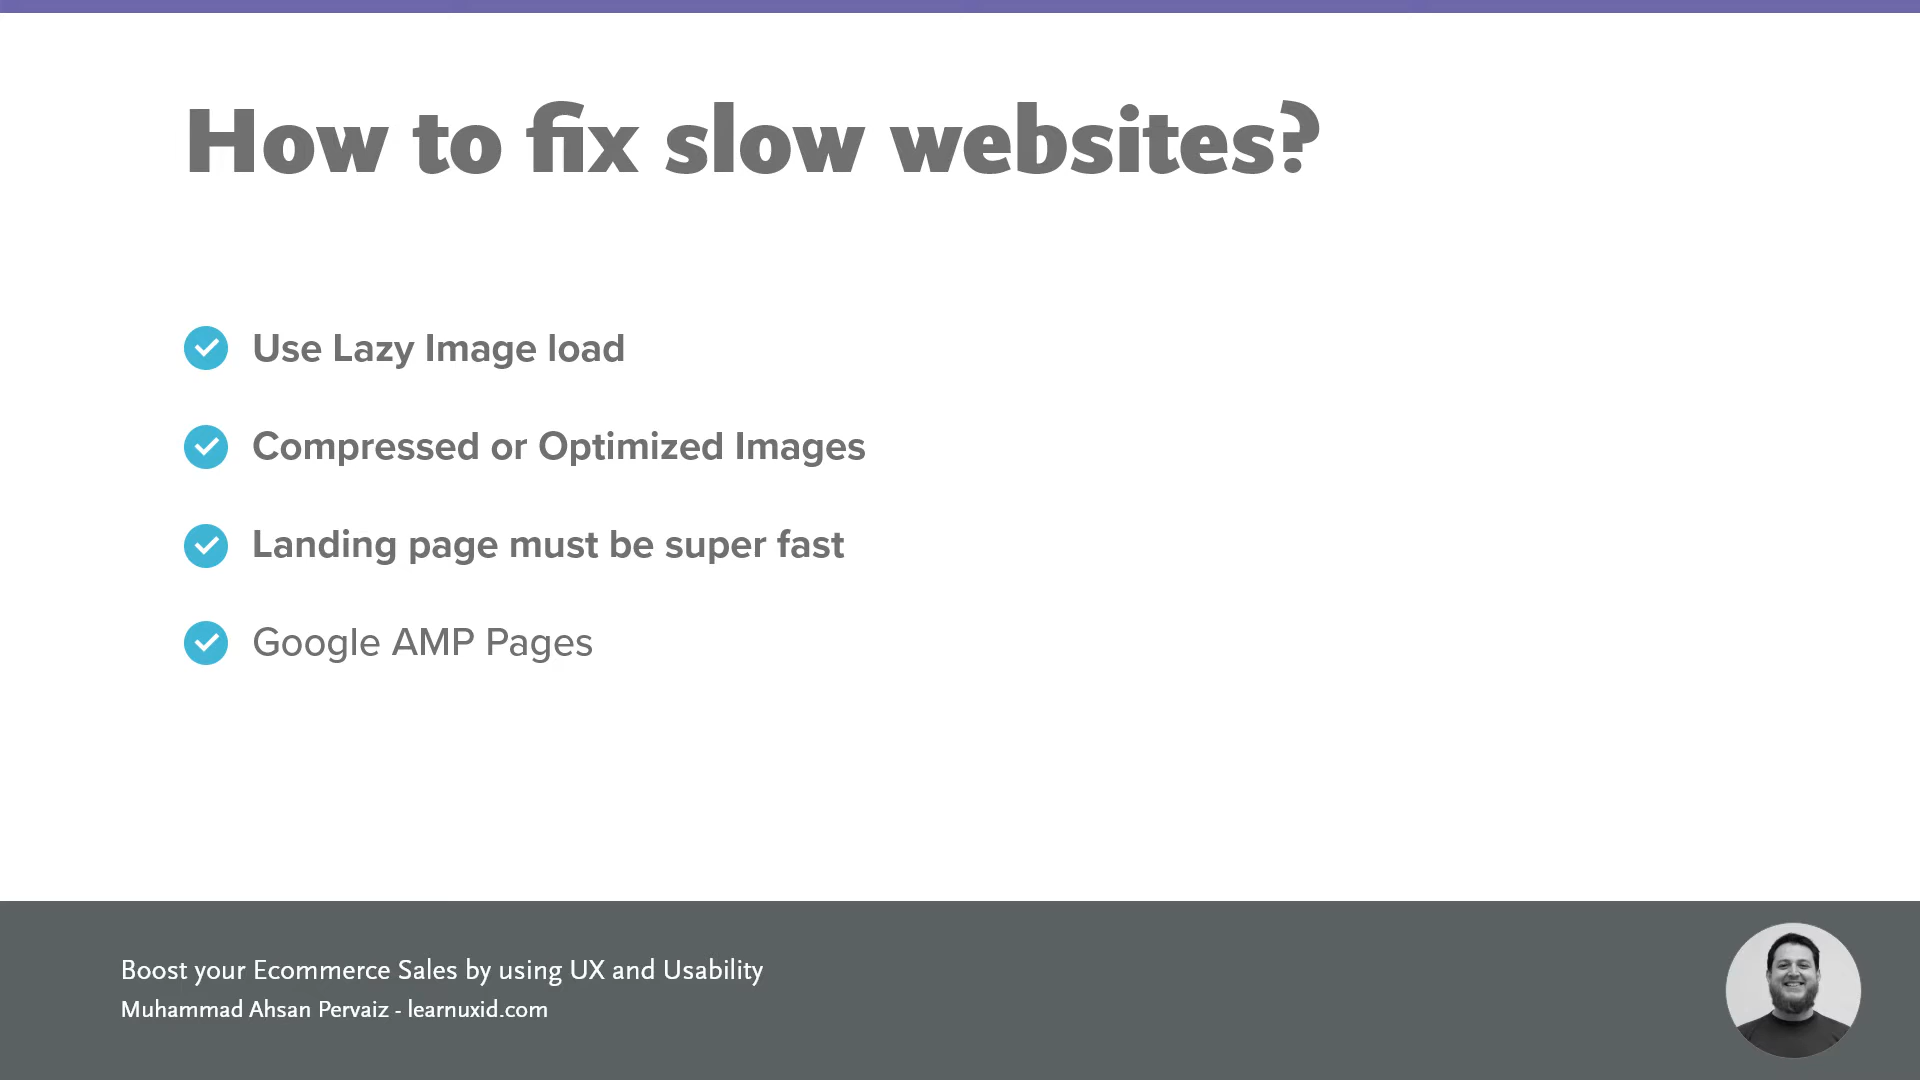 How to fix slow websites?
Use Lazy Image load
Compressed or Optimized Images
Landing page must be super fast
Google AMP Pages
Boost your Ecommerce Sales by using UX and Usability
Muhammad Ahsan Pervaiz - learnuxid.com